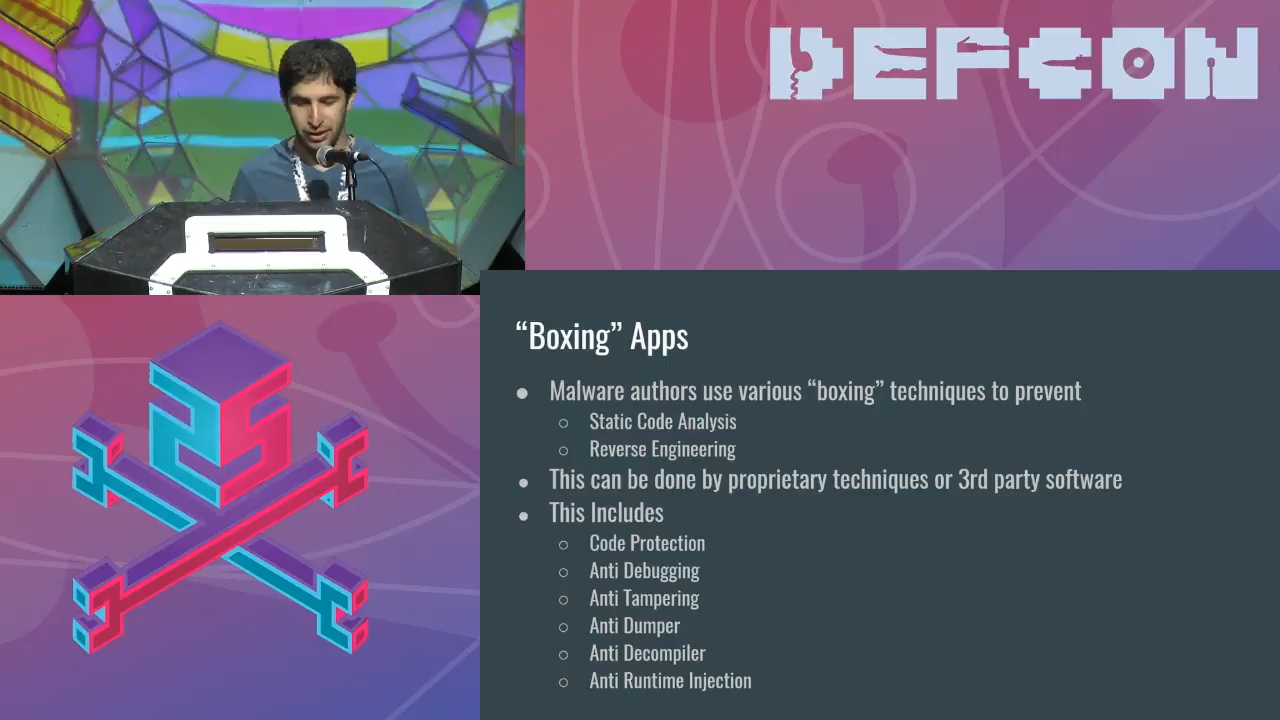 DEFCON
“Boxing” Apps
● Malware authors use various “boxing” techniques to prevent
○ Static Code Analysis
○ Reverse Engineering
● This can be done by proprietary techniques or 3rd party software
● This Includes
○ Code Protection
○ Anti Debugging
○ Anti Tampering
○ Anti Dumper
○ Anti Decompiler
○ Anti Runtime Injection